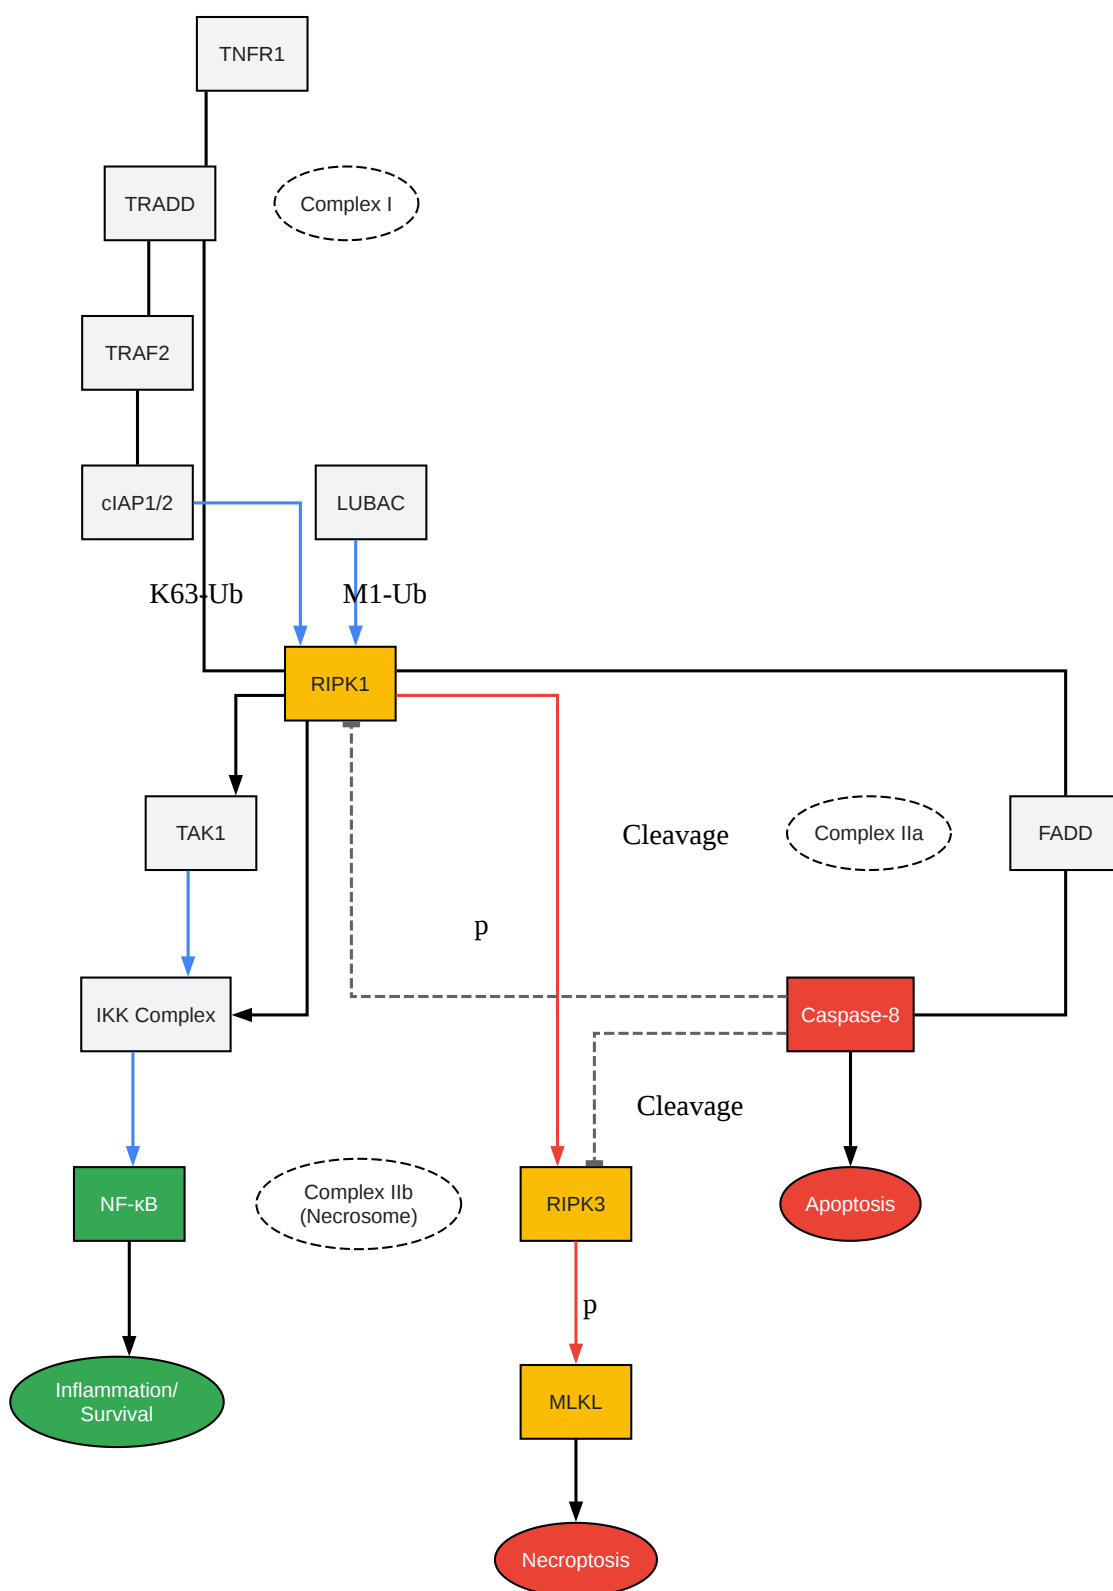 TNFR1
TRADD
Complex I
TRAF2
cIAP1/2
LUBAC
K63-Ub
M1-Ub
RIPK1
TAK1
Cleavage
Complex IIa
FADD
p
IKK Complex
Caspase-8
Cleavage
NF-κB
Complex IIb
(Necrosome)
RIPK3
Apoptosis
p
Inflammation/
Survival
MLKL
Necroptosis